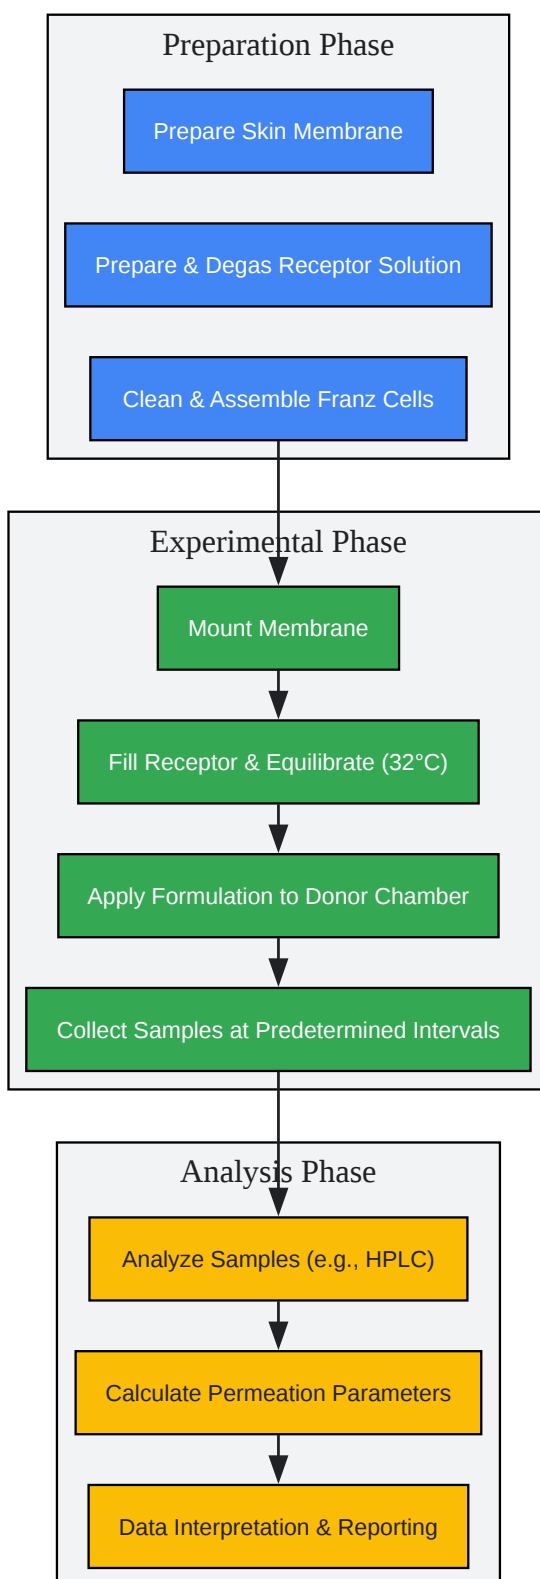 Preparation Phase
Prepare Skin Membrane
Prepare & Degas Receptor Solution
Clean & Assemble Franz Cells
Experimental Phase
Mount Membrane
Fill Receptor & Equilibrate (32°C)
Apply Formulation to Donor Chamber
Collect Samples at Predetermined Intervals
Analysis Phase
Analyze Samples (e.g., HPLC)
Calculate Permeation Parameters
Data Interpretation & Reporting